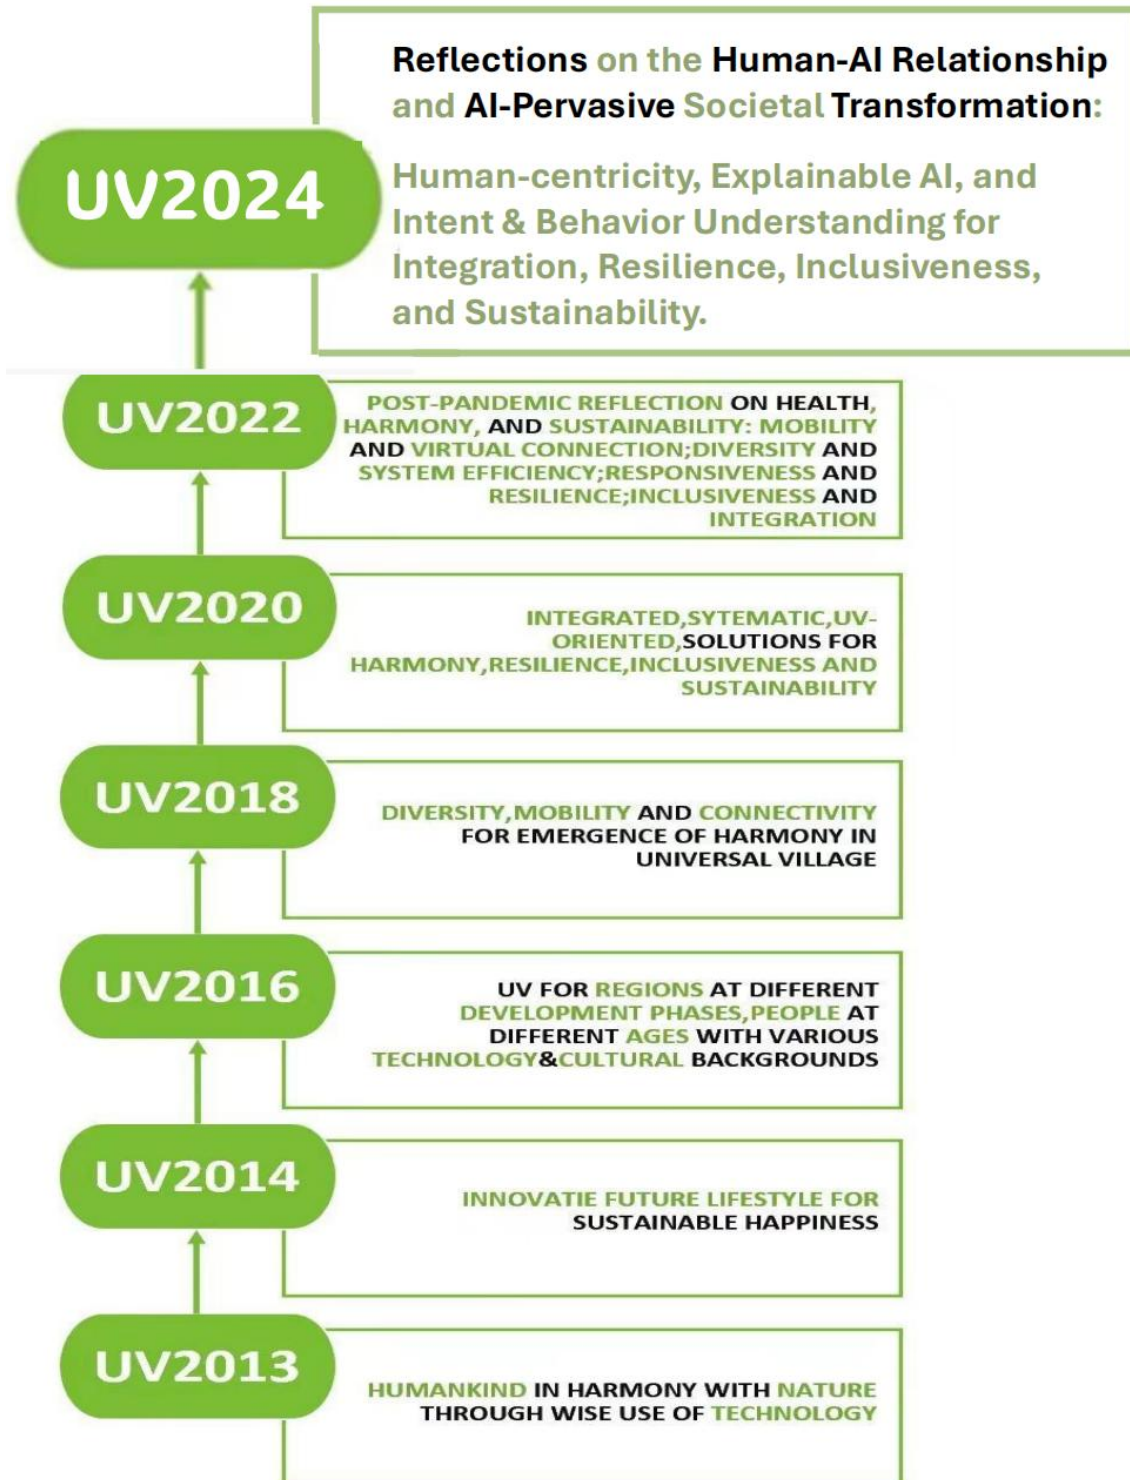 UV2024
Reflections on the Human-AI Relationship
and AI-Pervasive Societal Transformation:
Human-centricity, Explainable AI, and
Intent & Behavior Understanding for
Integration, Resilience, Inclusiveness,
and Sustainability.
UV2022
POST-PANDEMIC REFLECTION ON HEALTH,
HARMONY, AND SUSTAINABILITY: MOBILITY
AND VIRTUAL CONNECTION;DIVERSITY AND
SYSTEM EFFICIENCY;RESPONSIVENESS AND
RESILIENCE;INCLUSIVENESS AND
INTEGRATION
UV2020
INTEGRATED,SYTEMATIC,UV-
ORIENTED,SOLUTIONS FOR
HARMONY,RESILIENCE,INCLUSIVENESS AND
SUSTAINABILITY
UV2018
DIVERSITY,MOBILITY AND CONNECTIVITY
FOR EMERGENCE OF HARMONY IN
UNIVERSAL VILLAGE
UV2016
UV FOR REGIONS AT DIFFERENT
DEVELOPMENT PHASES,PEOPLE AT
DIFFERENT AGES WITH VARIOUS
TECHNOLOGY&CULTURAL BACKGROUNDS
UV2014
INNOVATIE FUTURE LIFESTYLE FOR
SUSTAINABLE HAPPINESS
UV2013
HUMANKIND IN HARMONY WITH NATURE
THROUGH WISE USE OF TECHNOLOGY